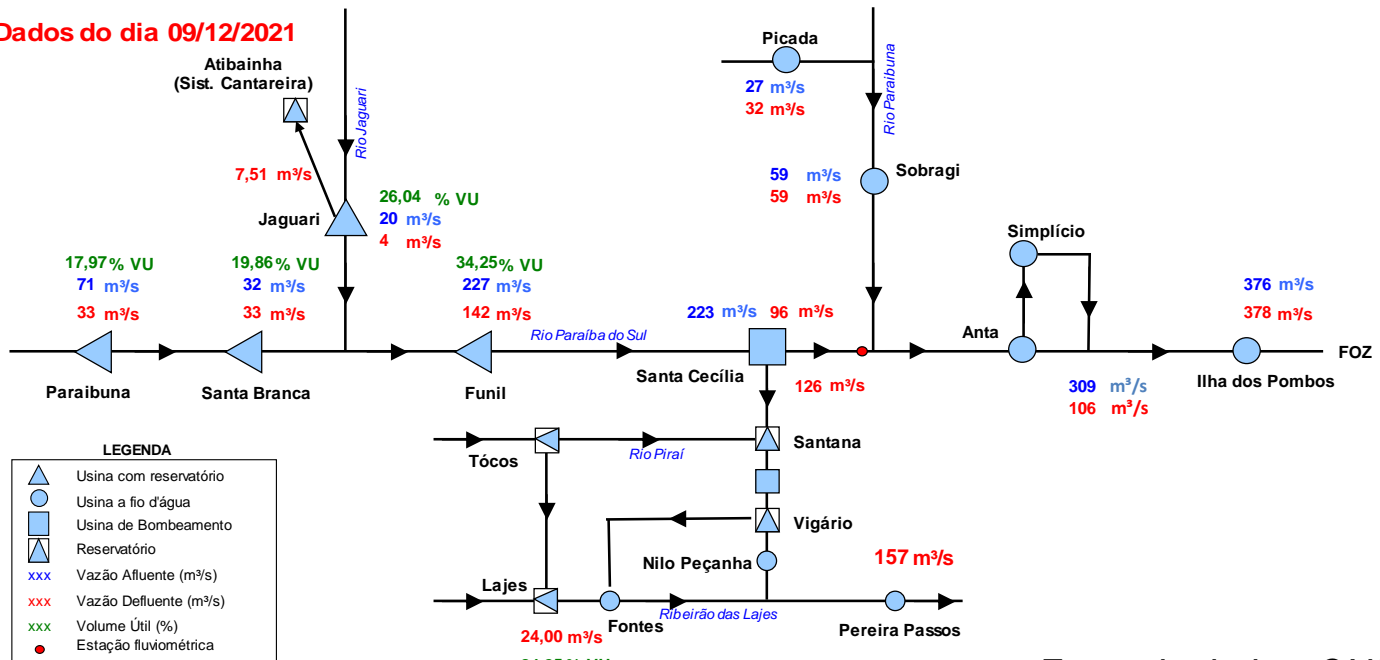 Dados do dia 09/12/2021
Atibainha
(Sist. Cantareira)
Rio Jaguari
7,51 m³/s
Jaguari
26,04 % VU
20 m³/s
4 m³/s
Picada
27 m³/s
32 m³/s
Rio Paraibuna
59 m³/s
59 m³/s
Sobragi
Simplício
17,97% VU
71 m³/s
33 m³/s
Paraibuna
19,86% VU
32 m³/s
33 m³/s
Santa Branca
34,25% VU
227 m³/s
142 m³/s
Funil
Rio Paraíba do Sul
223 m³/s 96 m³/s
Santa Cecília
126 m³/s
Anta
309 m³/s
106 m³/s
376 m³/s
378 m³/s
Ilha dos Pombos
FOZ
Tócos
Rio Piraí
Santana
Vigário
Nilo Peçanha
157 m³/s
Lajes
Fontes
Ribeirão das Lajes
Pereira Passos
24,00 m³/s
LEGENDA
Usina com reservatório
Usina a fio d'água
Usina de Bombeamento
Reservatório
xxx Vazão Afluente (m³/s)
xxx Vazão Defluente (m³/s)
xxx Volume Útil (%)
Estação fluviométrica